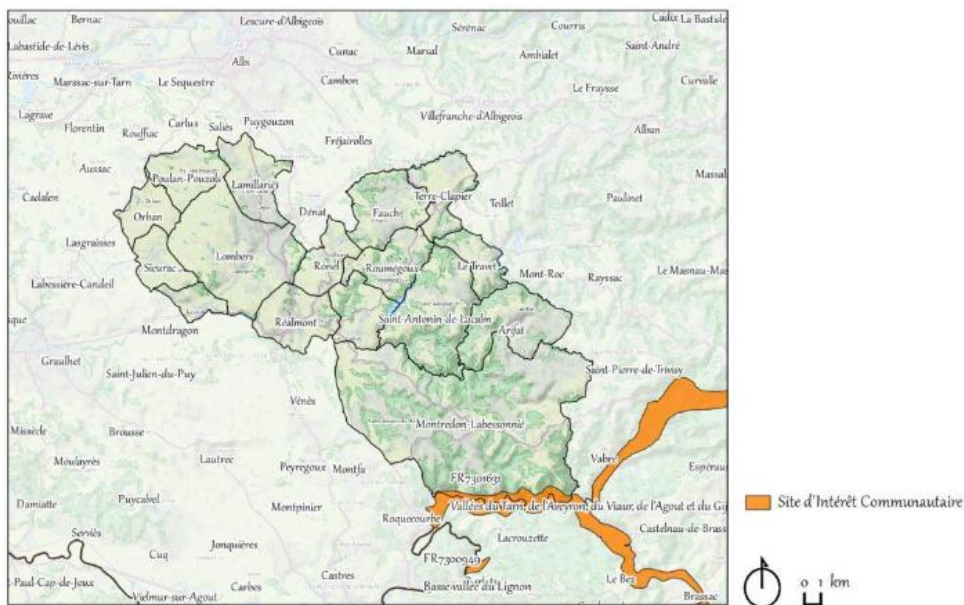 Bernac
Lescure-d'Albigeois
Sérénac
Courris
Cadix
La Bastide
Labastide-de-Lévis
Cunac
Marsal
Ambialet
Saint-André
Albi
Rivières
Marssac-sur-Tarn
Le Sequestre
Cambon
Le Fraysse
Curvalle
Lagrave
Florentin
Rouffiac
Carlus
Saliès
Puygouzon
Villefranche-d'Albigeois
Alban
Fréjairolles
Aussac
Poulan-Pouzols
Lamillarié
Massal
Cadalen
Terre-Clapier
Teillet
Paulinet
Orban
Dénat
Fauch
Lasgraisses
Lombers
Ronel
Roumégoux
Le Travet
Sieurac
Mont-Roc
Rayssac
Le Masnau-Mas
Labessière-Candeil
Réalmont
Saint-Antonin-de-Lacalm
Arifat
Montdragon
Graulhet
Saint-Julien-du-Puy
Saint-Pierre-de-Trivisy
Vénès
Missècle
Brousse
Montredon-Labessonnié
Moulayrès
Lautrec
Peyregoux
Montfa
Vabre
Espéraus
FR7301631
Damiatte
Puycalvel
Montpinier
Vallées du Tarn, de l'Aveyron, du Viaur, de l'Agout et du Gij
Site d'Intérêt Communautaire
Roquecourbe
Castelnau-de-Brass
Serviès
Lacrouzette
Cuq
Jonquières
FR7300949
Paul-Cap-de-Joux
Castres
Basse vallée du Lignon
Le Bez
Vielmur-sur-Agout
Carbes
Brassac
0 1 km